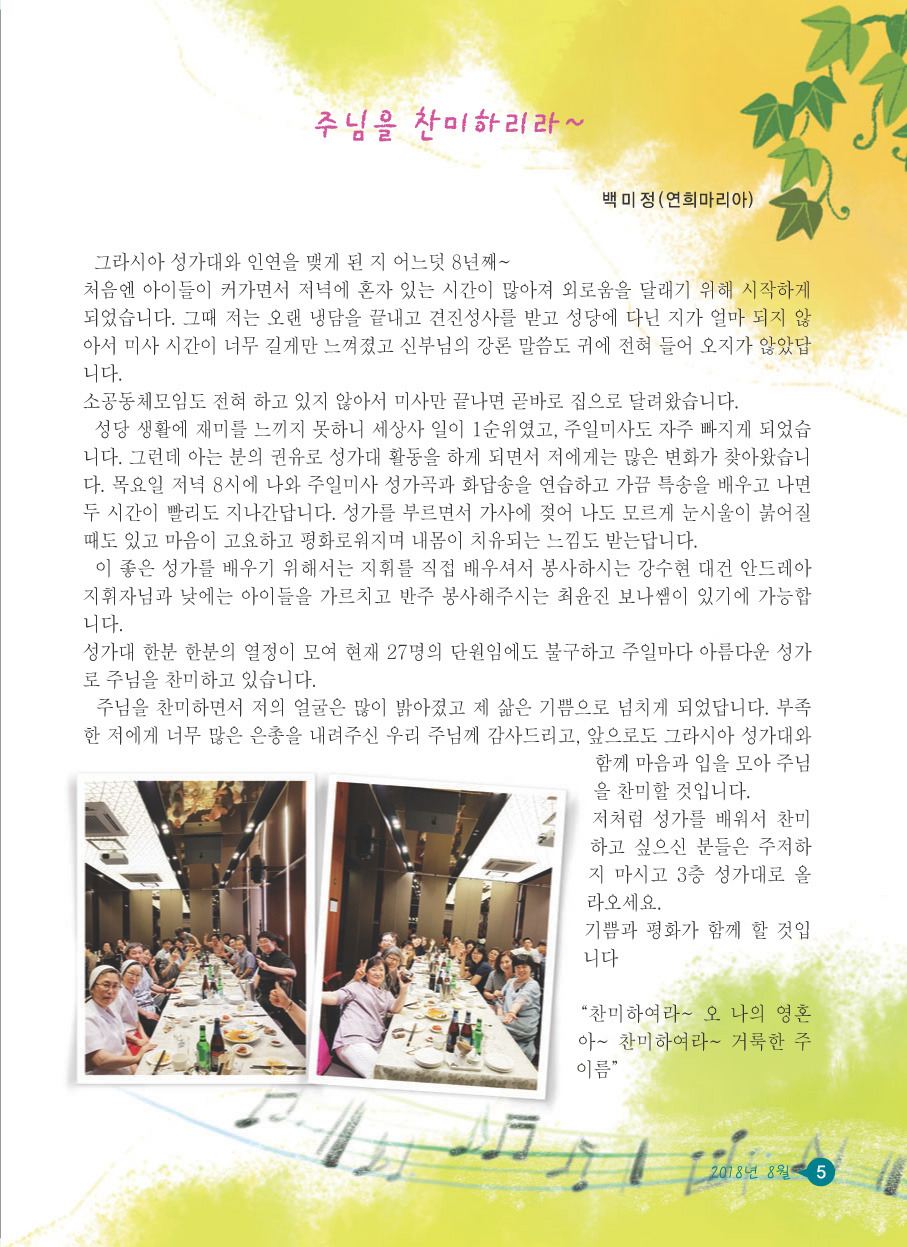 주님을 찬미하리라~
백미정(연희마리아)
그라시아 성가대와 인연을 맺게 된 지 어느덧 8년째~
처음엔 아이들이 커가면서 저녁에 혼자 있는 시간이 많아져 외로움을 달래기 위해 시작하게
되었습니다. 그때 저는 오랜 냉담을 끝내고 견진성사를 받고 성당에 다닌 지가 얼마 되지 않
아서 미사 시간이 너무 길게만 느껴졌고 신부님의 강론 말씀도 귀에 전혀 들어 오지가 않았답
니다.
소공동체모임도 전혀 하고 있지 않아서 미사만 끝나면 곧바로 집으로 달려왔습니다.
성당 생활에 재미를 느끼지 못하니 세상사 일이 1순위였고, 주일미사도 자주 빠지게 되었습
니다. 그런데 아는 분의 권유로 성가대 활동을 하게 되면서 저에게는 많은 변화가 찾아왔습니
다. 목요일 저녁 8시에 나와 주일미사 성가곡과 화답송을 연습하고 가끔 특송을 배우고 나면
두 시간이 빨리도 지나간답니다. 성가를 부르면서 가사에 젖어 나도 모르게 눈시울이 붉어질
때도 있고 마음이 고요하고 평화로워지며 내몸이 치유되는 느낌도 받는답니다.
이 좋은 성가를 배우기 위해서는 지휘를 직접 배우셔서 봉사하시는 강수현 대건 안드레아
지휘자님과 낮에는 아이들을 가르치고 반주 봉사해주시는 최윤진 보나쌤이 있기에 가능합
니다.
성가대 한분 한분의 열정이 모여 현재 27명의 단원임에도 불구하고 주일마다 아름다운 성가
로 주님을 찬미하고 있습니다.
주님을 찬미하면서 저의 얼굴은 많이 밝아졌고 제 삶은 기쁨으로 넘치게 되었답니다. 부족
한 저에게 너무 많은 은총을 내려주신 우리 주님께 감사드리고, 앞으로도 그라시아 성가대와
함께 마음과 입을 모아 주님
을 찬미할 것입니다.
저처럼 성가를 배워서 찬미
하고 싶으신 분들은 주저하
지 마시고 3층 성가대로 올
라오세요.
기쁨과 평화가 함께 할 것입
니다
“찬미하여라~ 오 나의 영혼
아~ 찬미하여라~ 거룩한 주
이름”
2018년 8월 5